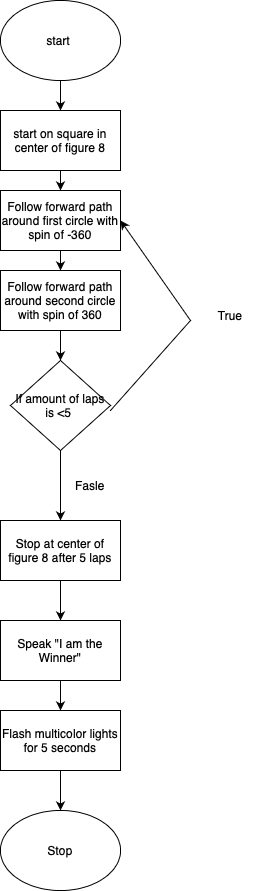 start
start on square in
center of figure 8
Follow forward path
around first circle with
spin of -360
Follow forward path
around second circle
with spin of 360
True
If amount of laps
is <5
Fasle
Stop at center of
figure 8 after 5 laps
Speak "I am the
Winner"
Flash multicolor lights
for 5 seconds
Stop